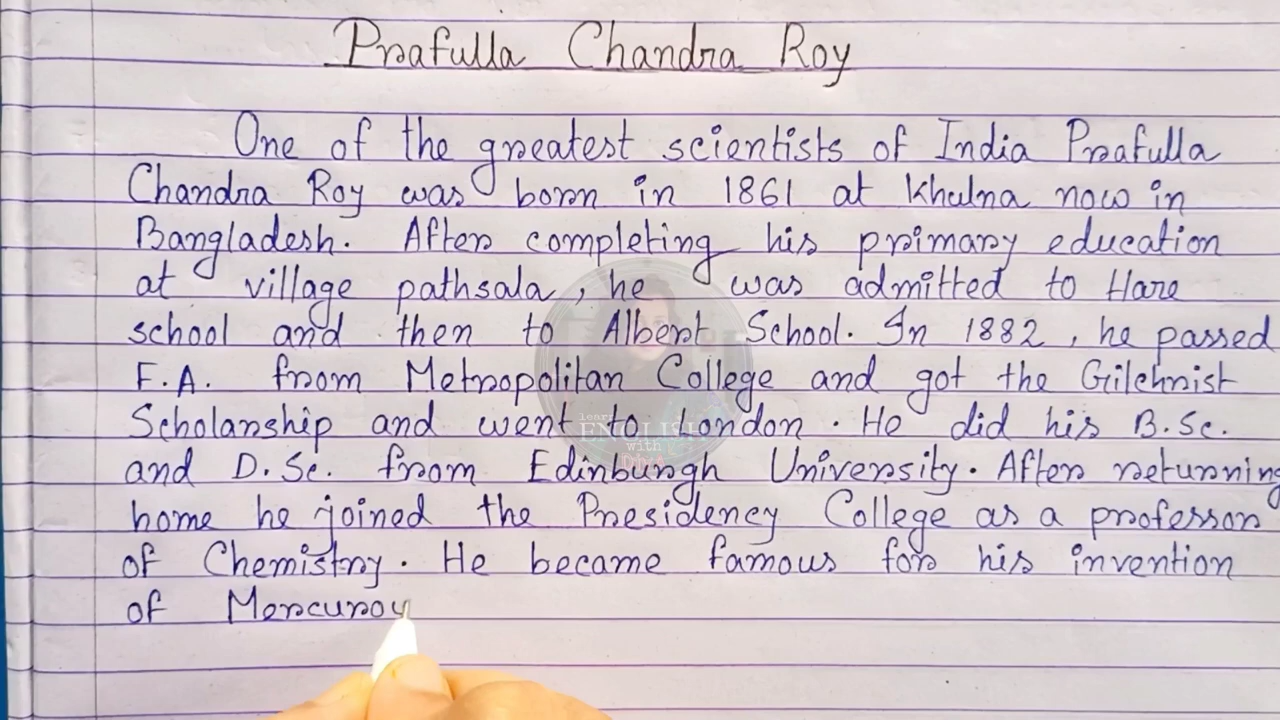 Prafulla Chandra Roy
One of the greatest scientists of India Prafulla
Chandra Roy was born in 1861 at Khulna now in
Bangladesh. After completing his primary education
at village pathsala, he was admitted to Hare
school and then to Albert School. In 1882, he passed
F.A. from Metropolitan College and got the Gilchrist
Scholarship and went to London. He did his B.Sc.
learn
ENGLISH
with
and D.Sc. from Edinburgh University. After returning
home he joined the Presidency College as a professor
of Chemistry. He became famous for his invention
of Mercuroy